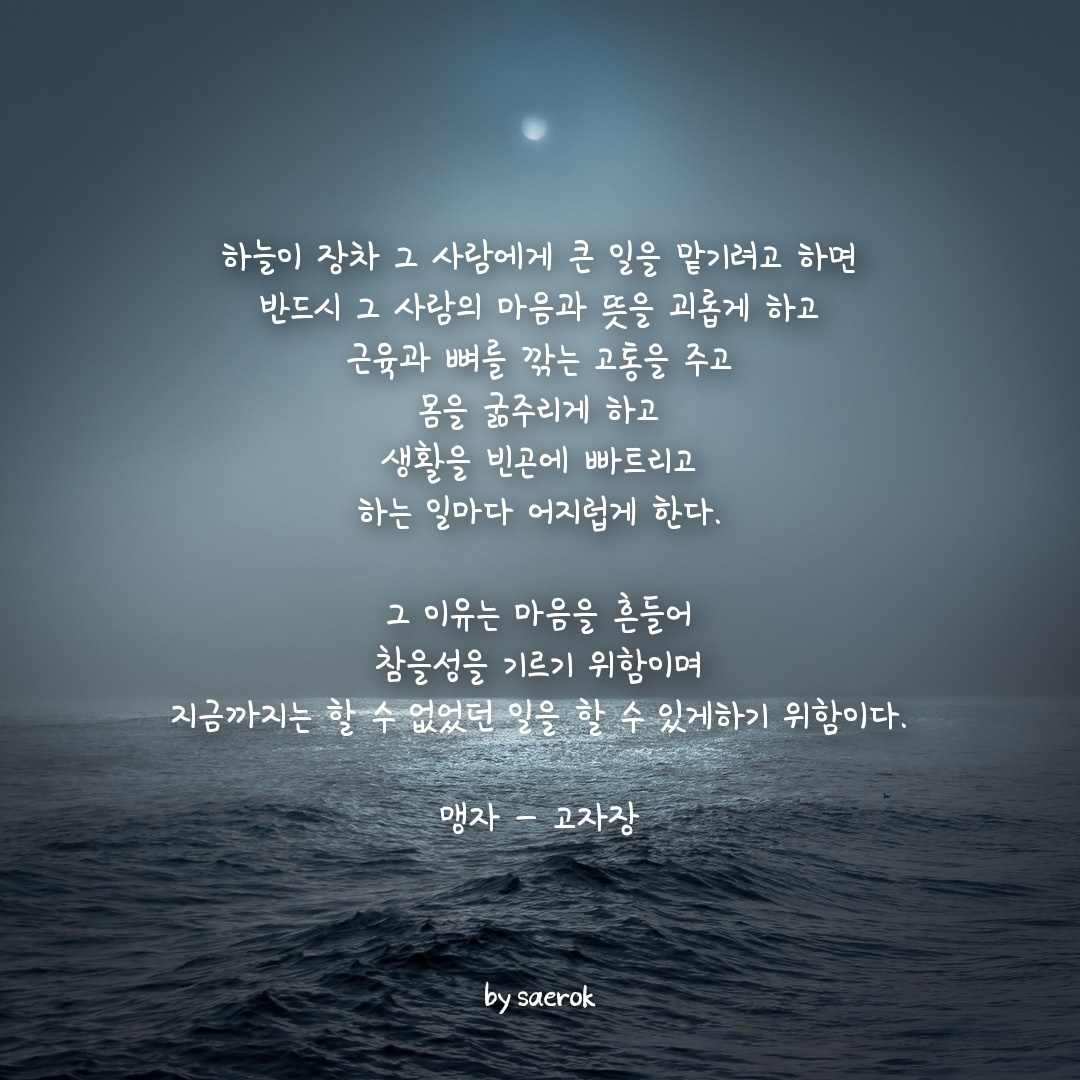 하늘이 장차 그 사람에게 큰 일을 맡기려고 하면
반드시 그 사람의 마음과 뜻을 괴롭게 하고
근육과 뼈를 깎는 고통을 주고
몸을 굶주리게 하고
생활을 빈곤에 빠트리고
하는 일마다 어지럽게 한다.
그 이유는 마음을 흔들어
참을성을 기르기 위함이며
지금까지는 할 수 없었던 일을 할 수 있게하기 위함이다.
맹자 - 고자장
by saerok